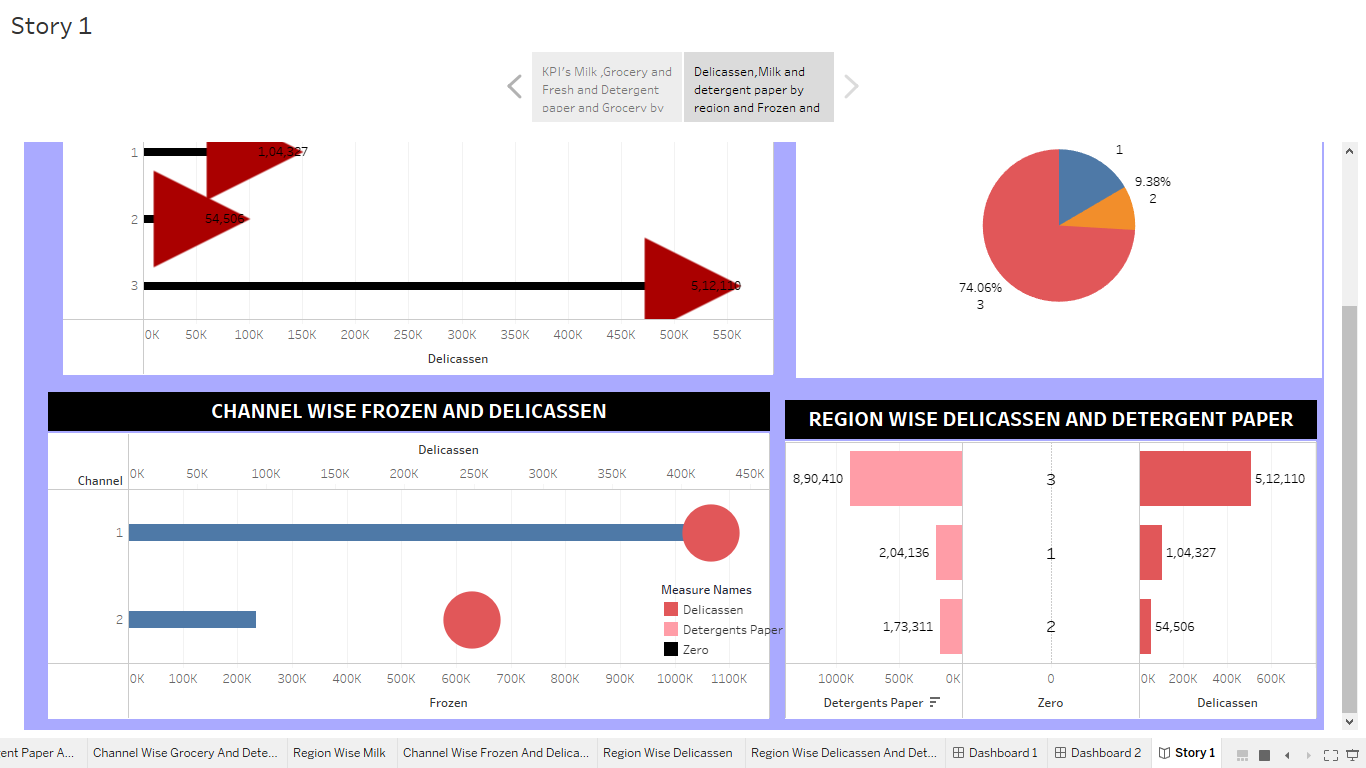 Story 1
KPI's Milk ,Grocery and
Fresh and Detergent
paper and Grocery by
Delicassen,Milk and
detergent paper by
region and Frozen and
1
1,04,327
2
54,506
3
5,12,110
0K 50K 100K 150K 200K 250K 300K 350K 400K 450K 500K 550K
Delicassen
1
9.38%
2
74.06%
3
CHANNEL WISE FROZEN AND DELICASSEN
Delicassen
Channel
0K 50K 100K 150K 200K 250K 300K 350K 400K 450K
1
2
Measure Names
Delicassen
Detergents Paper
Zero
0K 100K 200K 300K 400K 500K 600K 700K 800K 900K 1000K 1100K
Frozen
REGION WISE DELICASSEN AND DETERGENT PAPER
8,90,410 3 5,12,110
2,04,136 1 1,04,327
1,73,311 2 54,506
1000K 500K 0K 0 0K 200K 400K 600K
Detergents Paper Zero Delicassen
ent Paper A... Channel Wise Grocery And Dete... Region Wise Milk Channel Wise Frozen And Delica... Region Wise Delicassen Region Wise Delicassen And Det... Dashboard 1 Dashboard 2 Story 1